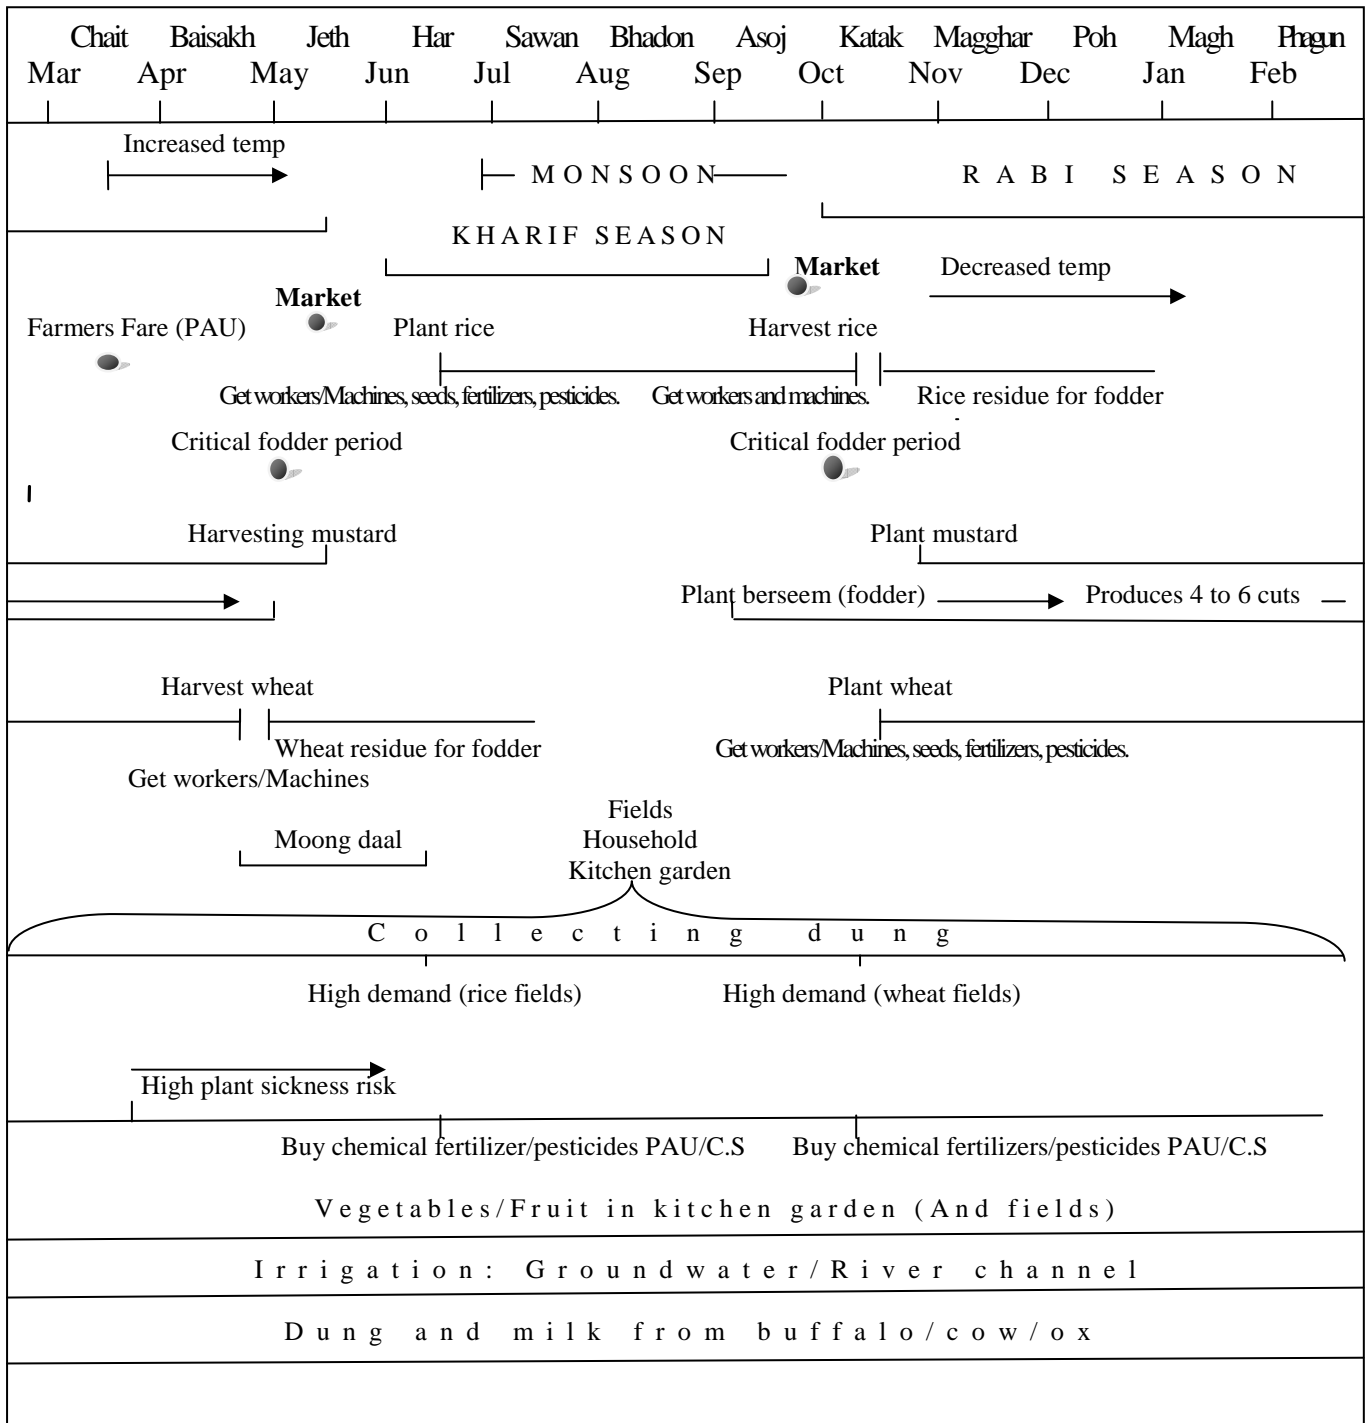 Chait Baisakh Jeth Har Sawan Bhadon Asoj Katak Magghar Poh Magh Phagun
Mar Apr May Jun Jul Aug Sep Oct Nov Dec Jan Feb
Increased temp
MONSOON
RABI SEASON
KHARIF SEASON
Market
Decreased temp
Market
Farmers Fare (PAU)
Plant rice
Harvest rice
Get workers/Machines, seeds, fertilizers, pesticides.
Get workers and machines.
Rice residue for fodder
Critical fodder period
Critical fodder period
Harvesting mustard
Plant mustard
Plant berseem (fodder)
Produces 4 to 6 cuts
Harvest wheat
Plant wheat
Wheat residue for fodder
Get workers/Machines, seeds, fertilizers, pesticides.
Get workers/Machines
Fields
Household
Kitchen garden
Moong daal
Collecting dung
High demand (rice fields)
High demand (wheat fields)
High plant sickness risk
Buy chemical fertilizer/pesticides PAU/C.S
Buy chemical fertilizers/pesticides PAU/C.S
Vegetables/Fruit in kitchen garden (And fields)
Irrigation: Groundwater/River channel
Dung and milk from buffalo/cow/ox